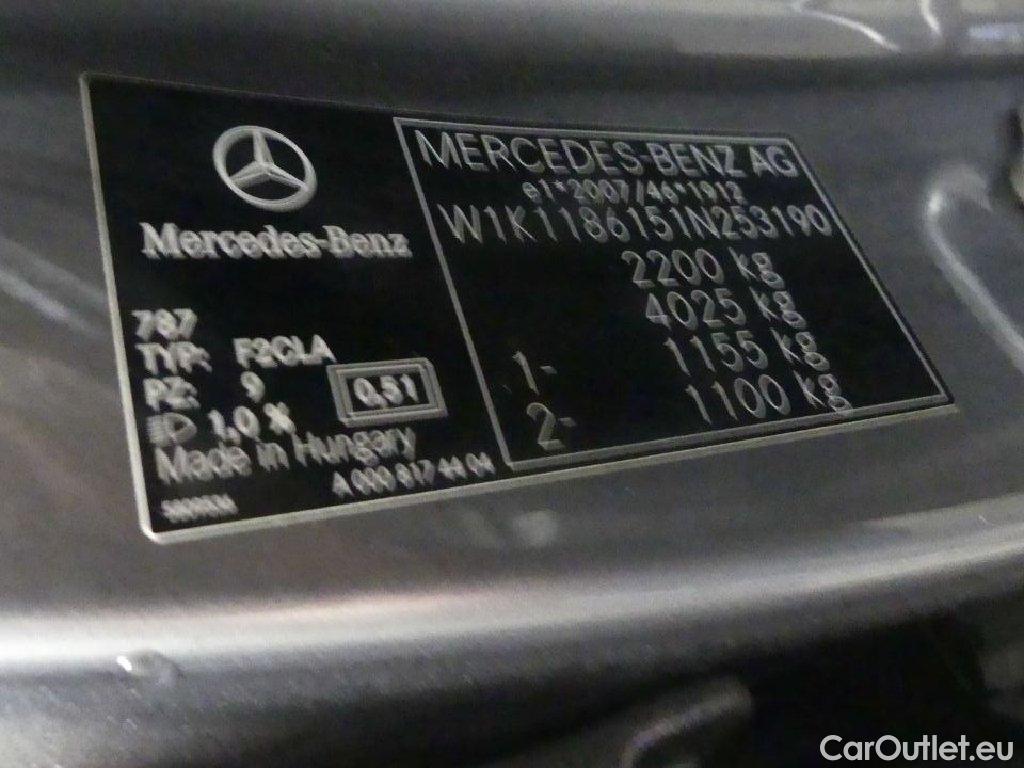 Mercedes-Benz
787
TYP: F2CLA
PZ: 9
1,0 X
0,51
Made in Hungary
A 000 817 44 04
MERCEDES-BENZ AG
e1*2007/46*1912
W1K1186151N253190
2200 kg
4025 kg
1- 1155 kg
2- 1100 kg
CarOutlet.eu